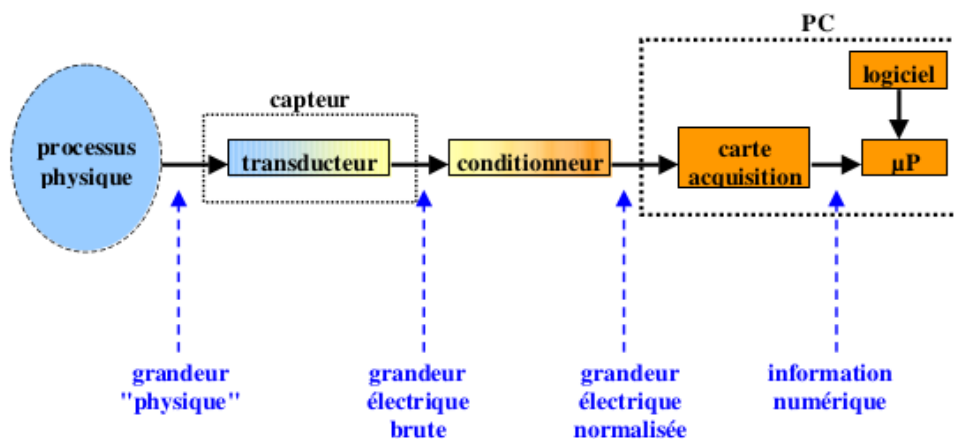 PC
logiciel
capteur
processus
physique
transducteur
conditionneur
carte
acquisition
µP
grandeur
"physique"
grandeur
électrique
brute
grandeur
électrique
normalisée
information
numérique